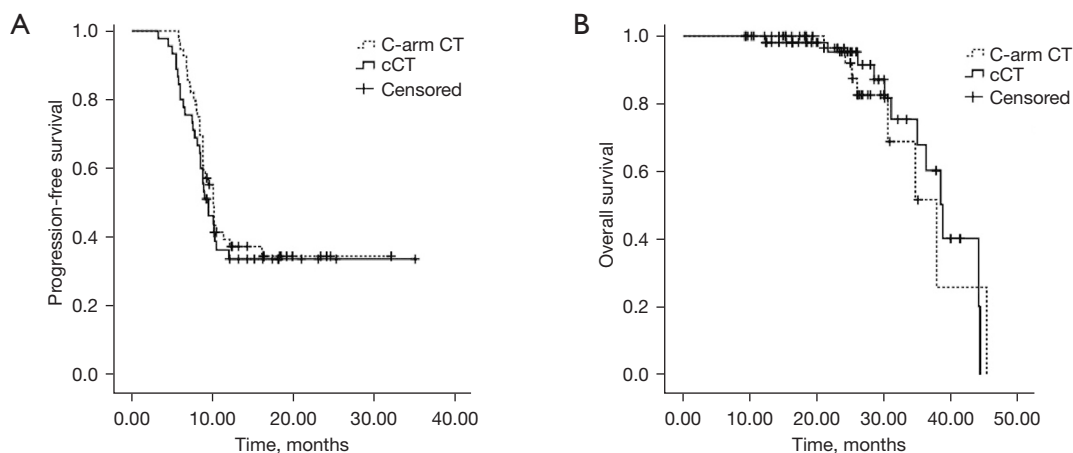 A
C-arm CT
cCT
Censored
Progression-free survival
1.0
0.8
0.6
0.4
0.2
0.0
0.00 10.00 20.00 30.00 40.00
Time, months
B
C-arm CT
cCT
Censored
Overall survival
1.0
0.8
0.6
0.4
0.2
0.0
0.00 10.00 20.00 30.00 40.00 50.00
Time, months